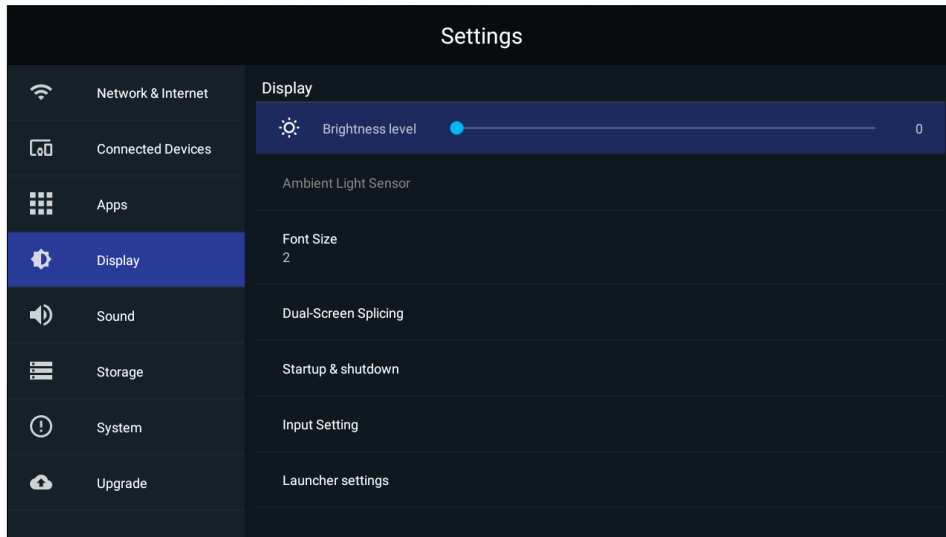 Settings
Network & Internet
Connected Devices
Apps
Display
Sound
Storage
System
Upgrade
Display
Brightness level 0
Ambient Light Sensor
Font Size
2
Dual-Screen Splicing
Startup & shutdown
Input Setting
Launcher settings